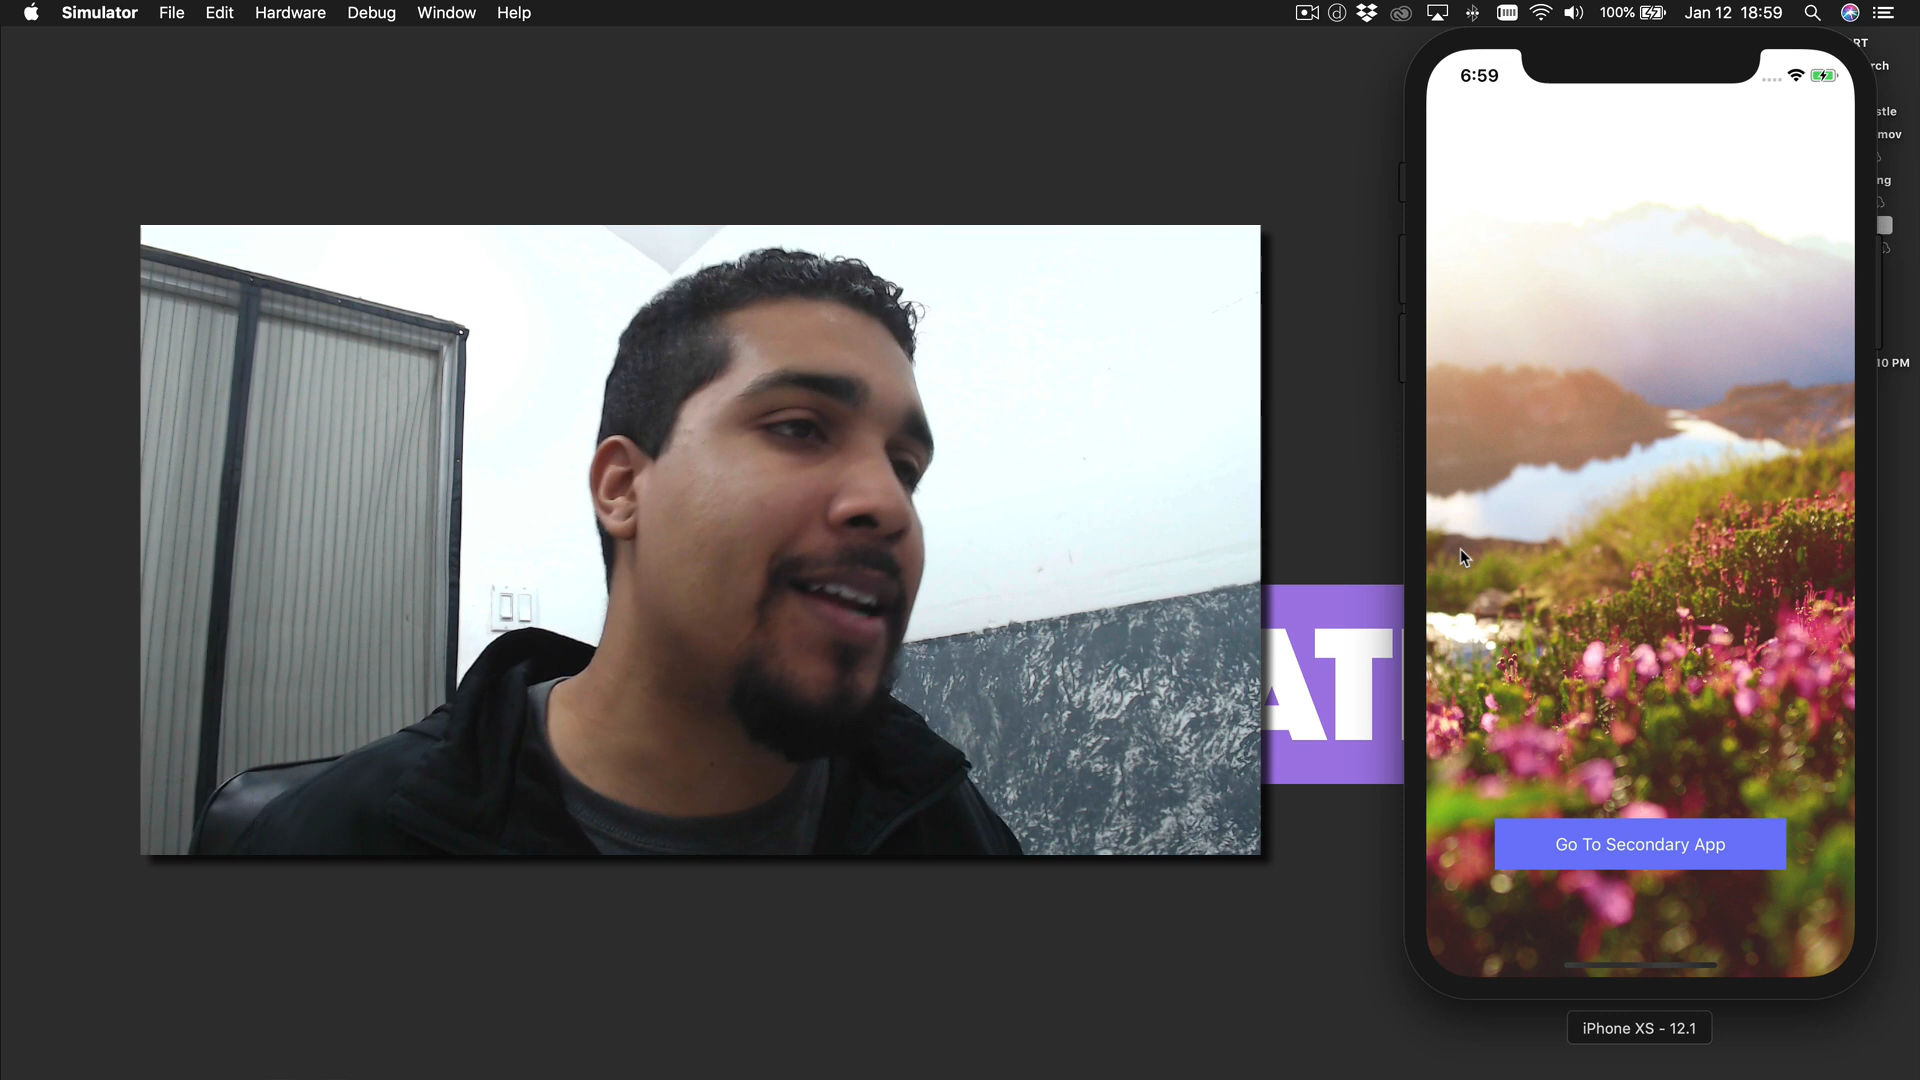 Simulator File Edit Hardware Debug Window Help
100% Jan 12 18:59
RT
rch
stle
mov
ng
10 PM
6:59
AT
Go To Secondary App
iPhone XS - 12.1